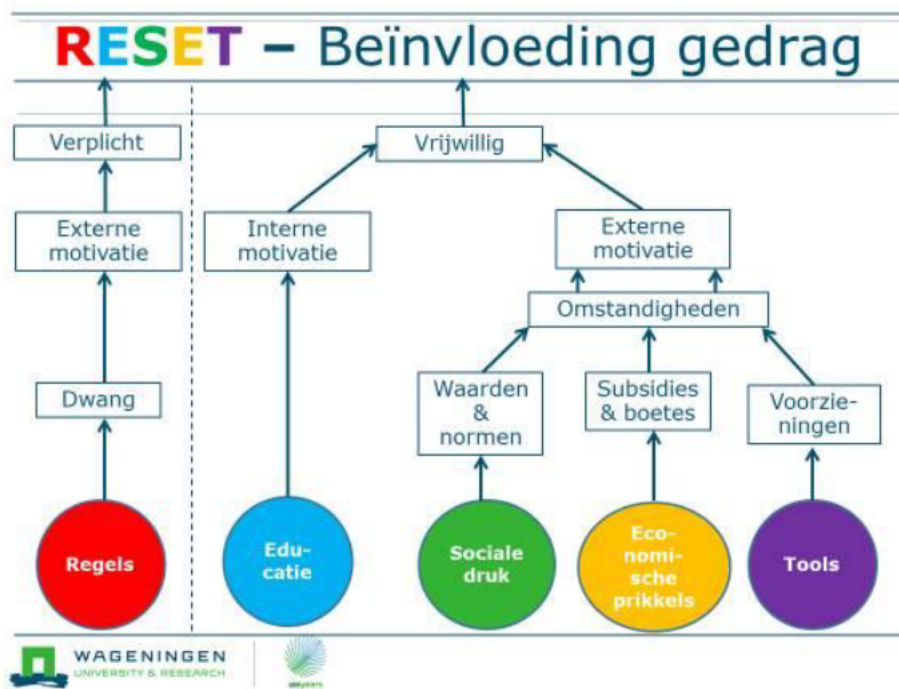 RESET – Beïnvloeding gedrag
Verplicht
Vrijwillig
Externe
motivatie
Interne
motivatie
Externe
motivatie
Omstandigheden
Dwang
Waarden
&
normen
Subsidies
& boetes
Voorzie-
ningen
Regels
Edu-
catie
Sociale
druk
Eco-
nomi-
sche
prikkels
Tools
WAGENINGEN
UNIVERSITY & RESEARCH